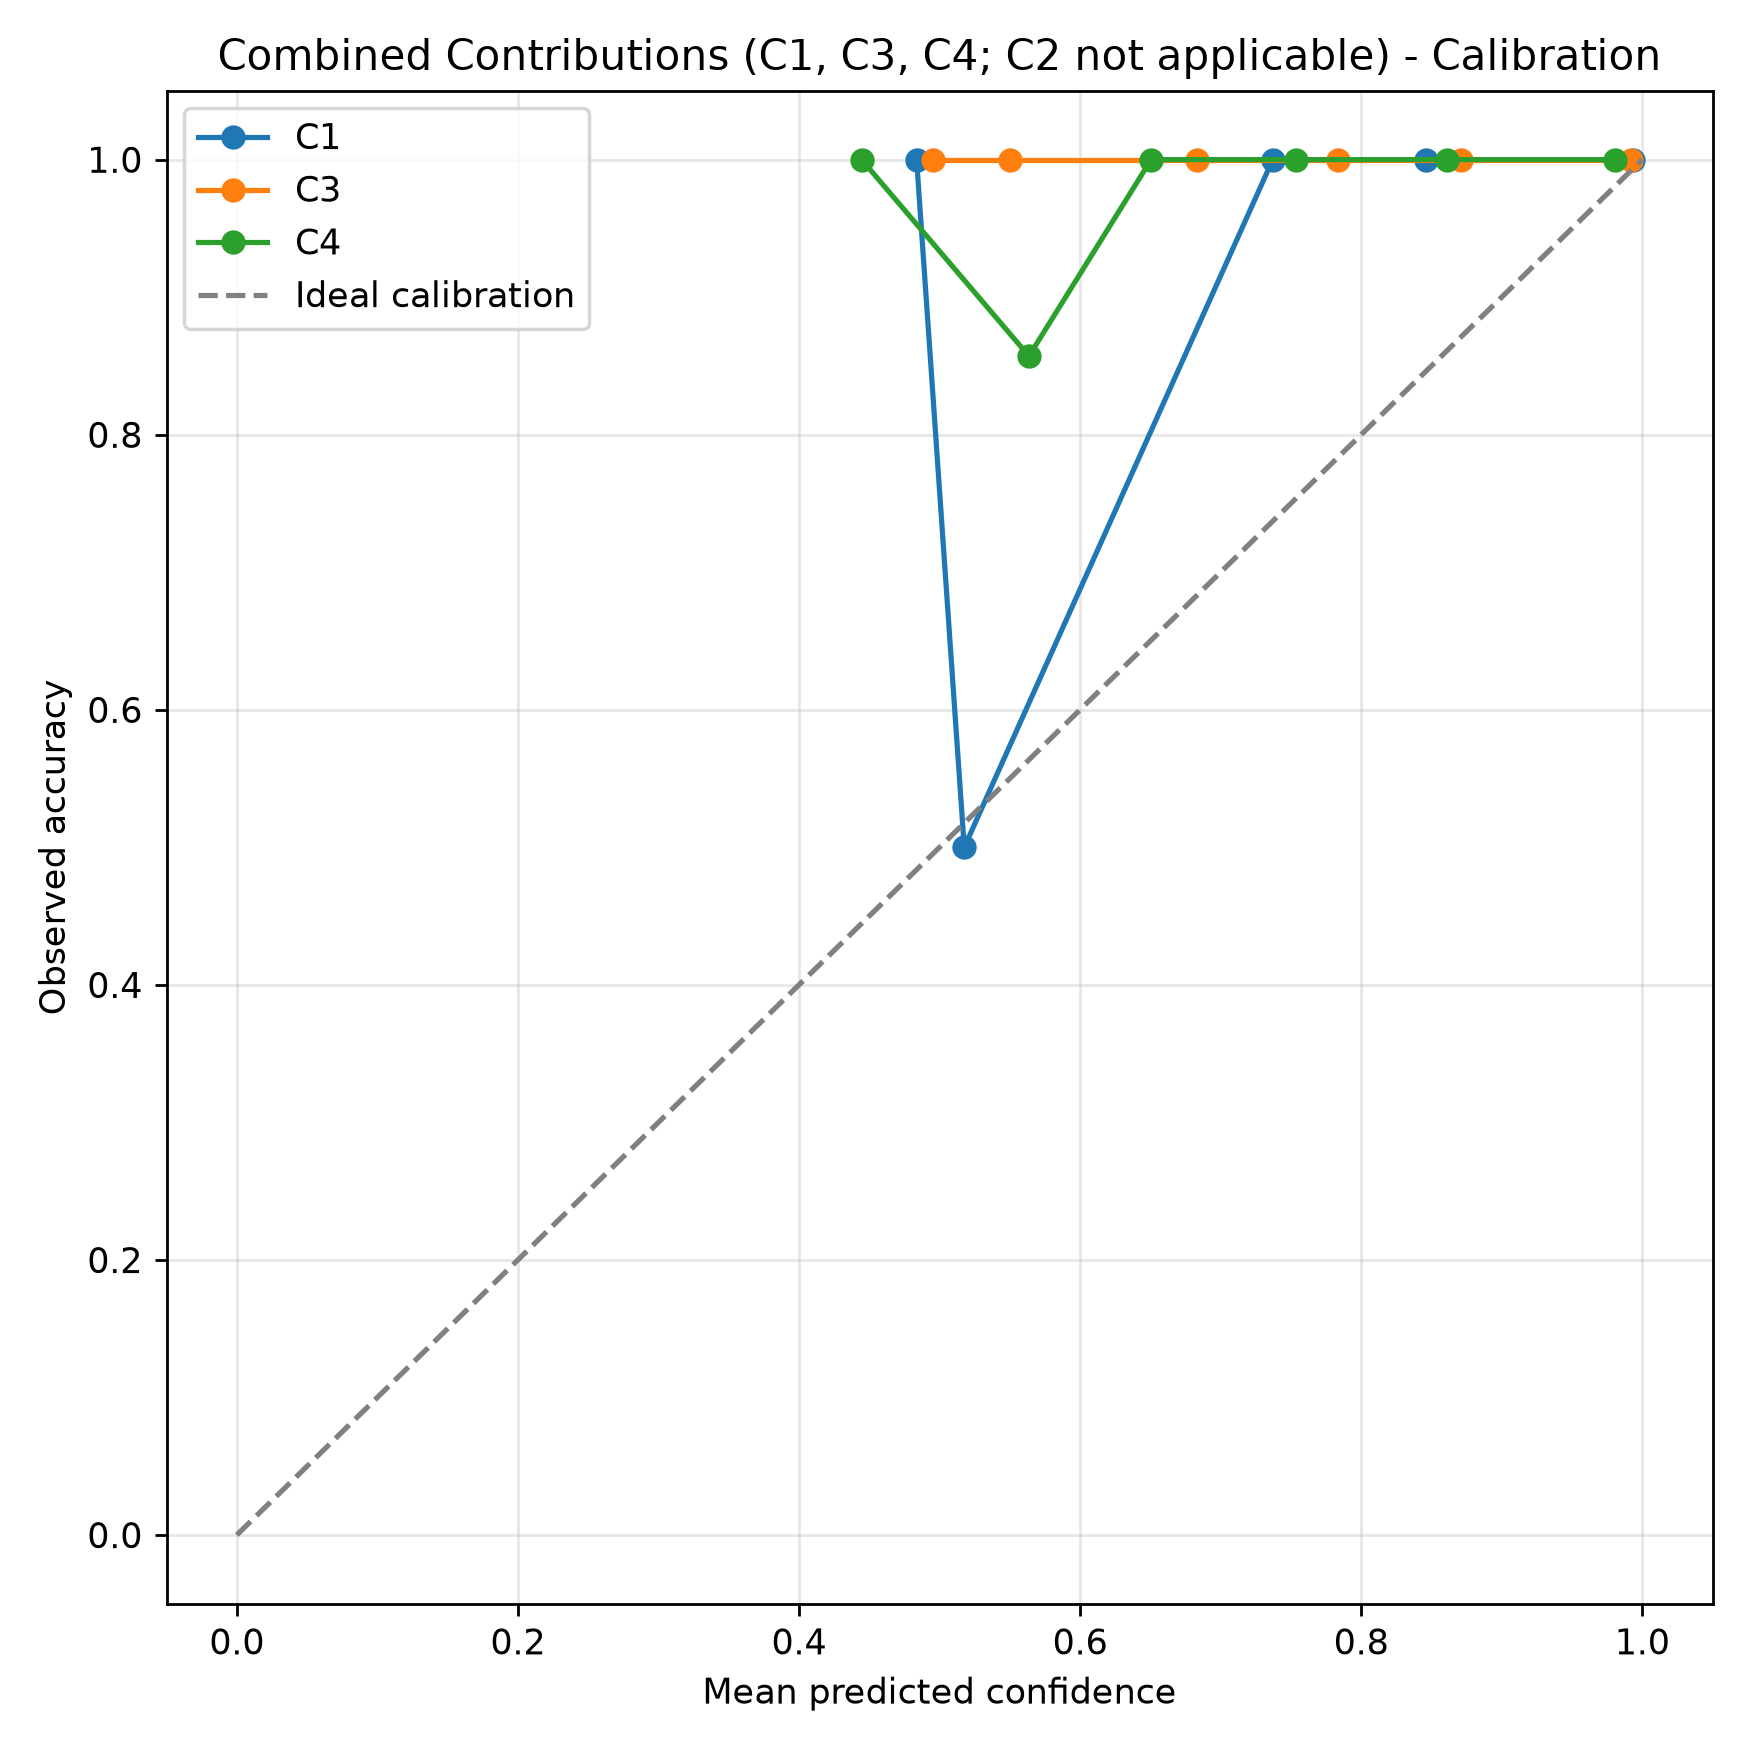 Combined Contributions (C1, C3, C4; C2 not applicable) - Calibration
C1
C3
C4
Ideal calibration
1.0
0.8
0.6
0.4
0.2
0.0
Observed accuracy
0.0 0.2 0.4 0.6 0.8 1.0
Mean predicted confidence